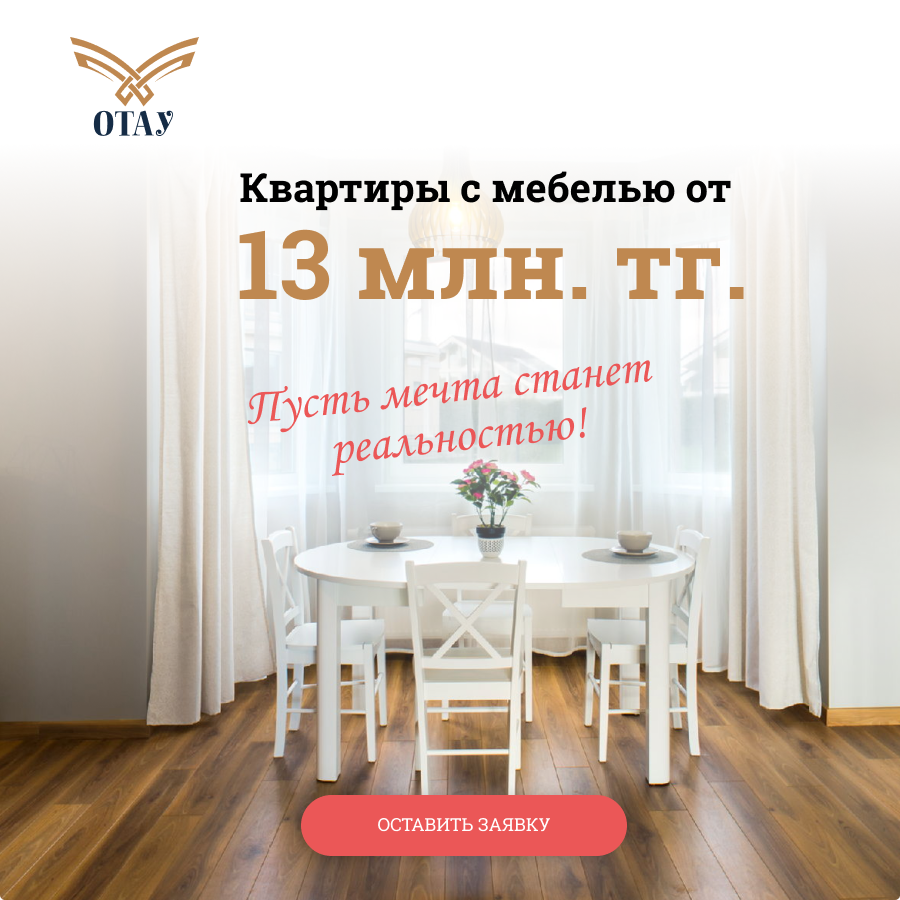 ОТАУ
Квартиры с мебелью от
13 млн. тг.
Пусть мечта станет
реальностью!
ОСТАВИТЬ ЗАЯВКУ